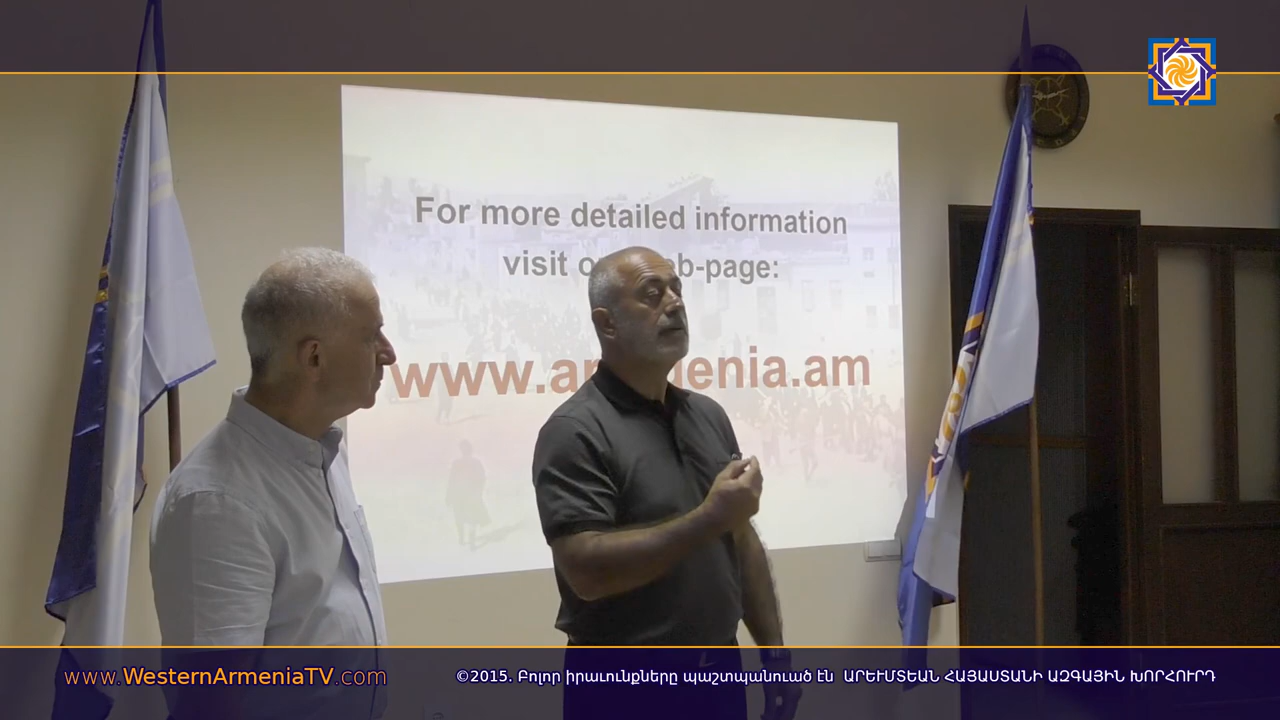 For more detailed information
visit
-page:
www.
enia.am
www.WesternArmeniaTV.com
©2015. Բոլոր իրաւունքները պաշտպանուած են ԱՐԵՒՄՏԵԱՆ ՀԱՅԱՍՏԱՆԻ ԱԶԳԱՅԻՆ ԽՈՐՀՈՒՐԴ